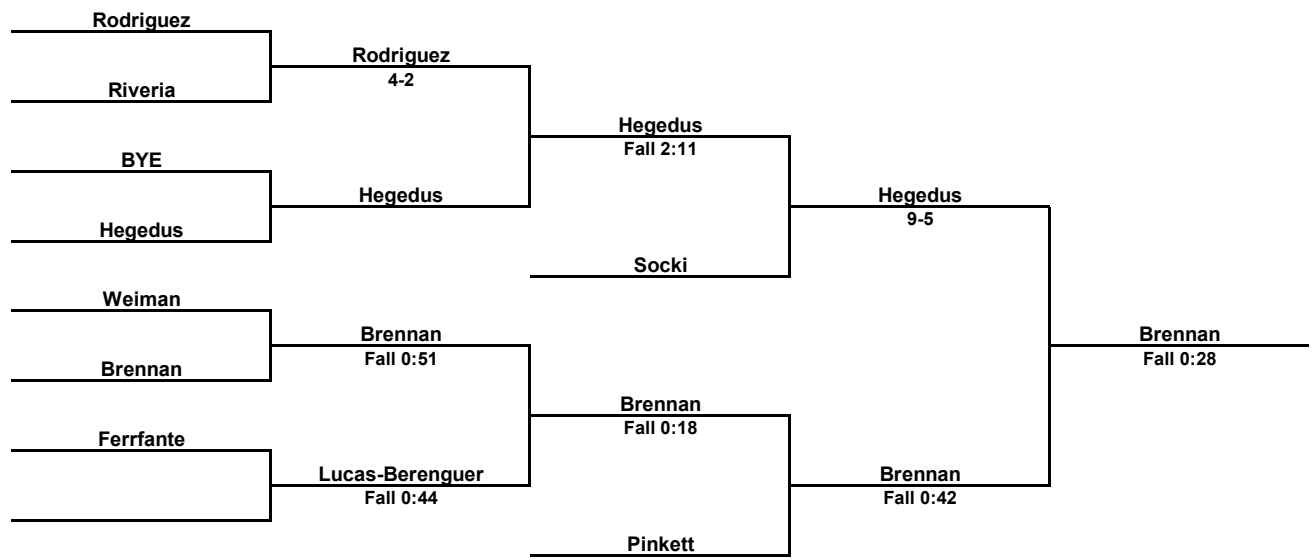 Rodriguez
Rodriguez
4-2
Riveria
Hegedus
Fall 2:11
BYE
Hegedus
Hegedus
9-5
Hegedus
Socki
Weiman
Brennan
Fall 0:51
Brennan
Fall 0:28
Brennan
Brennan
Fall 0:18
Ferrfante
Lucas-Berenguer
Fall 0:44
Brennan
Fall 0:42
Pinkett